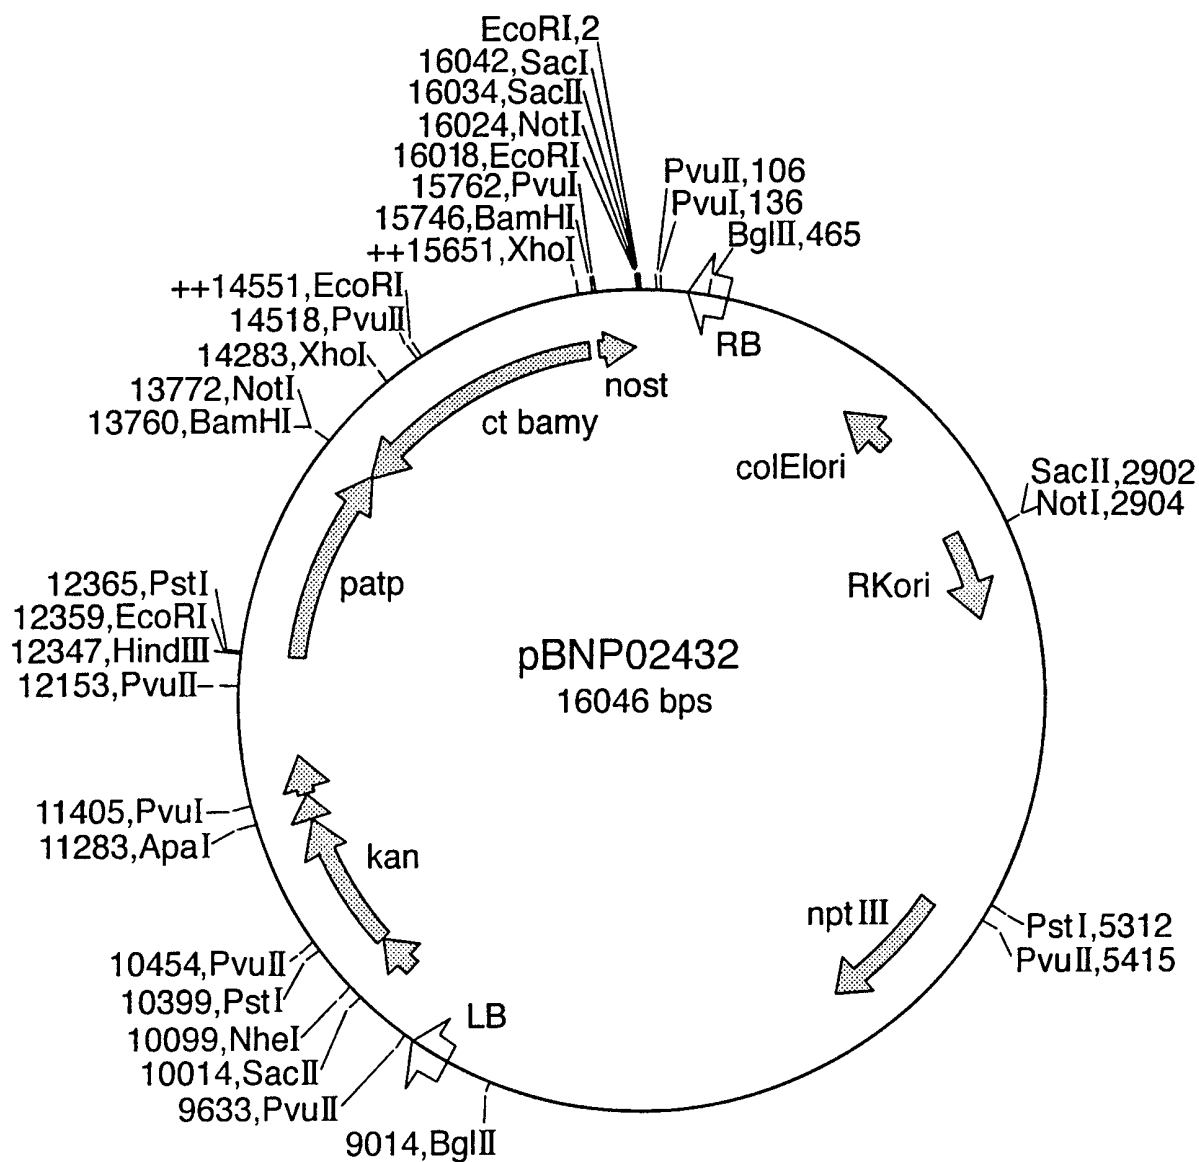 EcoRI,2
16042,SacI
16034,SacII
16024,NotI
16018,EcoRI
15762,PvuI
15746,BamHI
++15651,XhoI
++14551,EcoRI
14518,PvuII
14283,XhoI
13772,NotI
13760,BamHI
12365,PstI
12359,EcoRI
12347,HindIII
12153,PvuII
11405,PvuI
11283,ApaI
10454,PvuII
10399,PstI
10099,NheI
10014,SacII
9633,PvuII
9014,BglII
PvuII,106
PvuI,136
BglII,465
RB
SacII,2902
NotI,2904
PstI,5312
PvuII,5415
nost
ct bamy
colEIori
patp
RKori
pBNP02432
16046 bps
kan
nptIII
LB